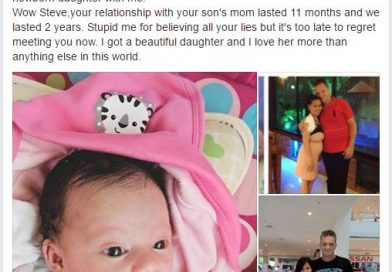 newborn daughter with me.
Wow Steve,your relationship with your son's mom lasted 11 months and we
lasted 2 years. Stupid me for believing all your lies but it's too late to regret
meeting you now. I got a beautiful daughter and I love her more than
anything else in this world.
NISSAN